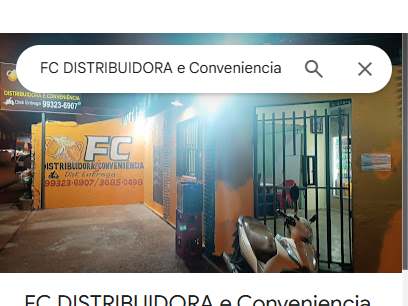 FC DISTRIBUIDORA e Conveniencia
DISTRIBUIDORA E CONVENIÊNCIA
Disk Entrega 99323-6907
FC
DISTRIBUIDORA/CONVENIÊNCIA
Disk Entrega
99323-6907/3685-0498
FC DISTRIBUIDORA e Conveniencia